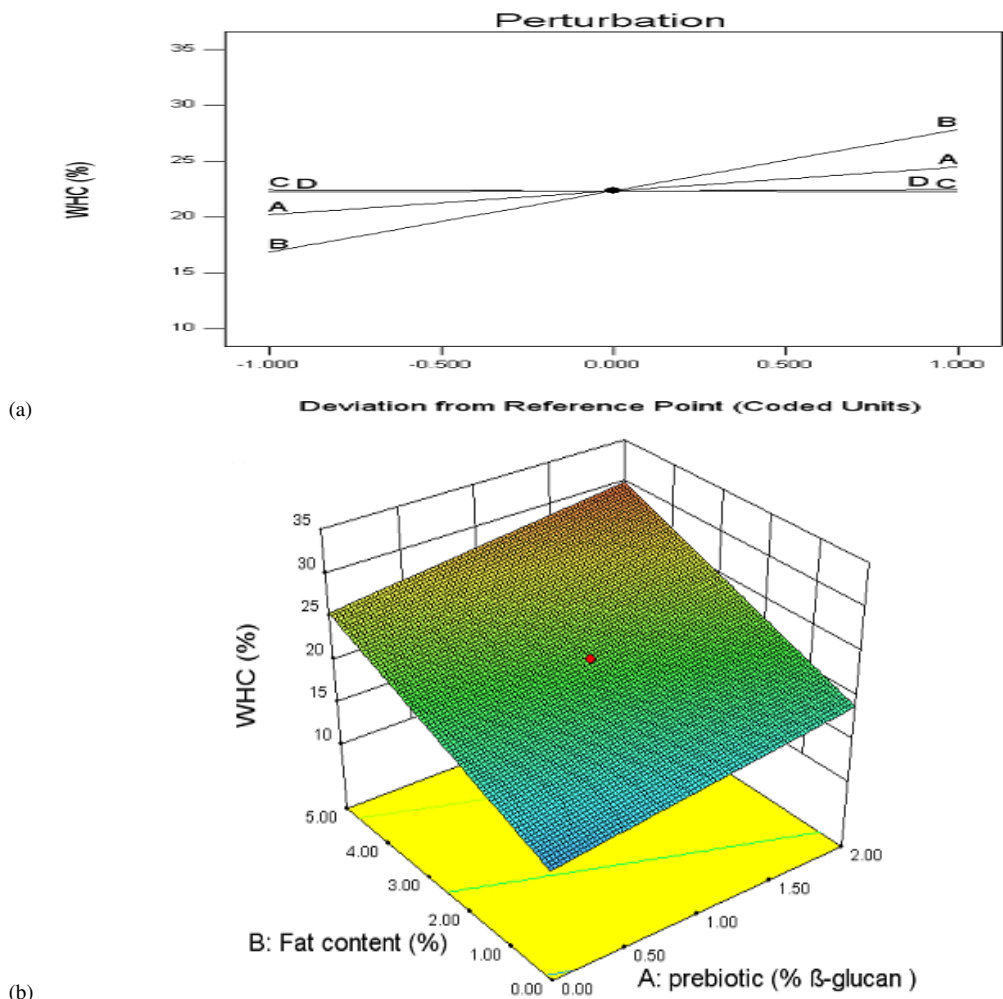 Perturbation
35
30
25
20
15
10
WHC (%)
C D
A
B
B
A
D C
-1.000 -0.500 0.000 0.500 1.000
(a)
Deviation from Reference Point (Coded Units)
35
30
25
20
15
10
WHC (%)
5.00
4.00
3.00
2.00
1.00
0.00
B: Fat content (%)
0.00
0.50
1.00
1.50
2.00
A: prebiotic (% ß-glucan )
(b)